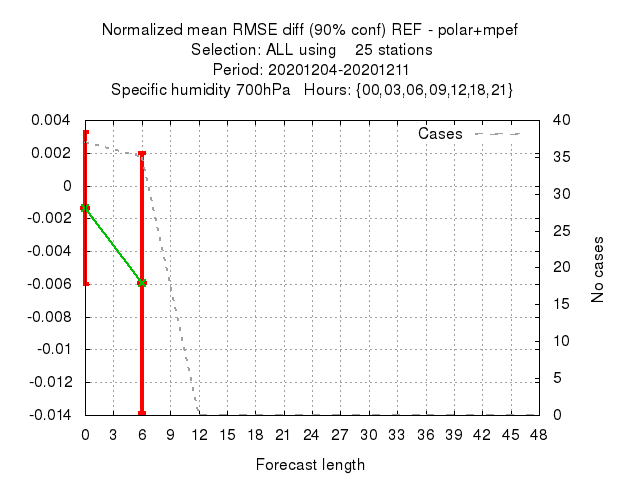 Normalized mean RMSE diff (90% conf) REF - polar+mpef
Selection: ALL using    25 stations
Period: 20201204-20201211
Specific humidity 700hPa   Hours: {00,03,06,09,12,18,21}
Cases
0.004
0.002
0
-0.002
-0.004
-0.006
-0.008
-0.01
-0.012
-0.014
40
35
30
25
20
15
10
5
0
No cases
0 3 6 9 12 15 18 21 24 27 30 33 36 39 42 45 48
Forecast length